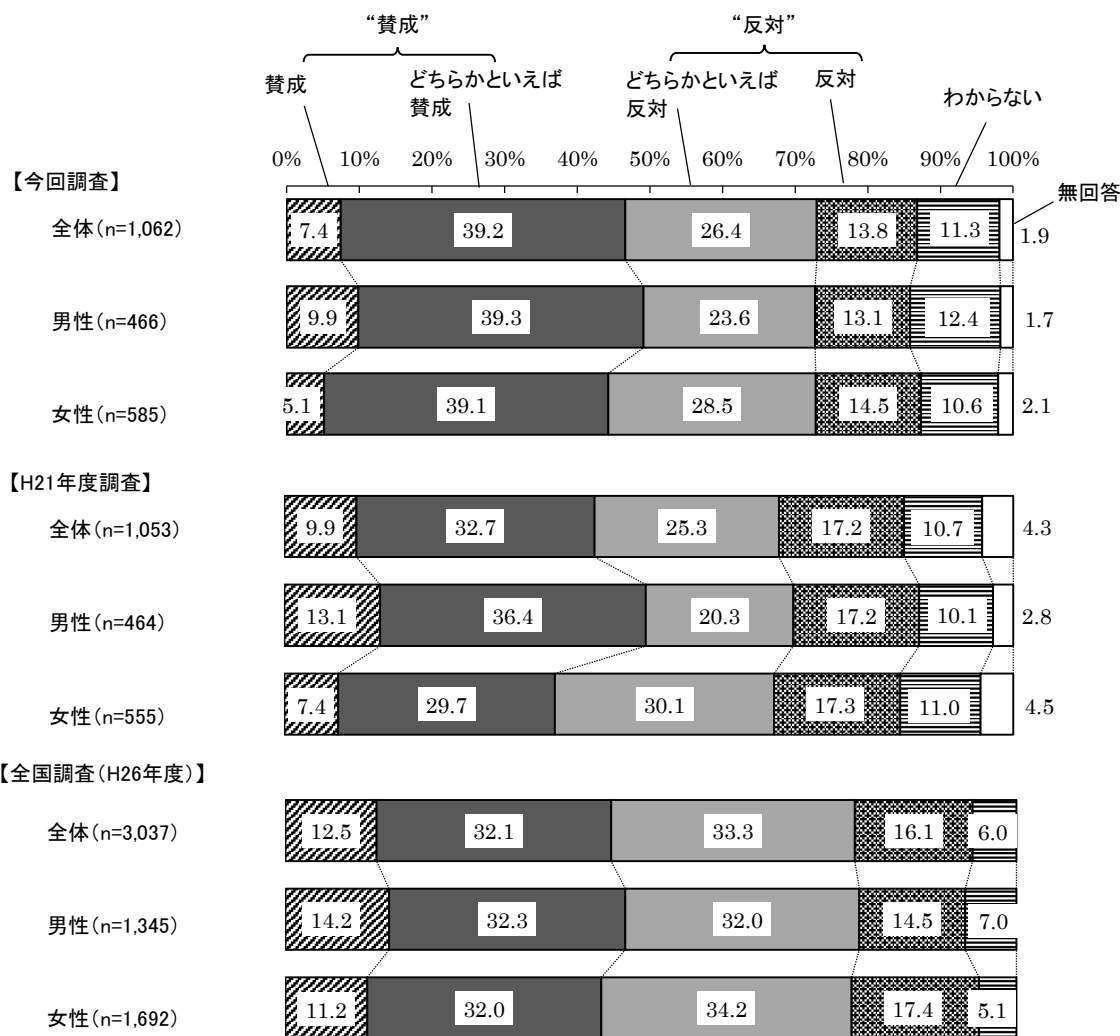 “賛成” “反対”
賛成 どちらかといえば 賛成 どちらかといえば 反対 反対 わからない
0% 10% 20% 30% 40% 50% 60% 70% 80% 90% 100%
無回答
【今回調査】
全体(n=1,062) 7.4 39.2 26.4 13.8 11.3 1.9
男性(n=466) 9.9 39.3 23.6 13.1 12.4 1.7
女性(n=585) 5.1 39.1 28.5 14.5 10.6 2.1
【H21年度調査】
全体(n=1,053) 9.9 32.7 25.3 17.2 10.7 4.3
男性(n=464) 13.1 36.4 20.3 17.2 10.1 2.8
女性(n=555) 7.4 29.7 30.1 17.3 11.0 4.5
【全国調査(H26年度)】
全体(n=3,037) 12.5 32.1 33.3 16.1 6.0
男性(n=1,345) 14.2 32.3 32.0 14.5 7.0
女性(n=1,692) 11.2 32.0 34.2 17.4 5.1